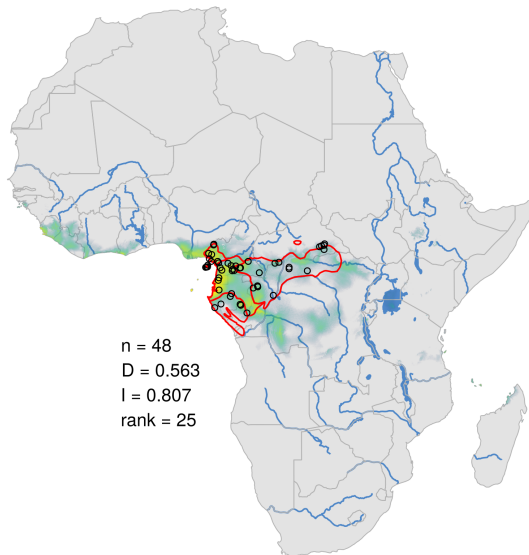 n = 48
D = 0.563
I = 0.807
rank = 25